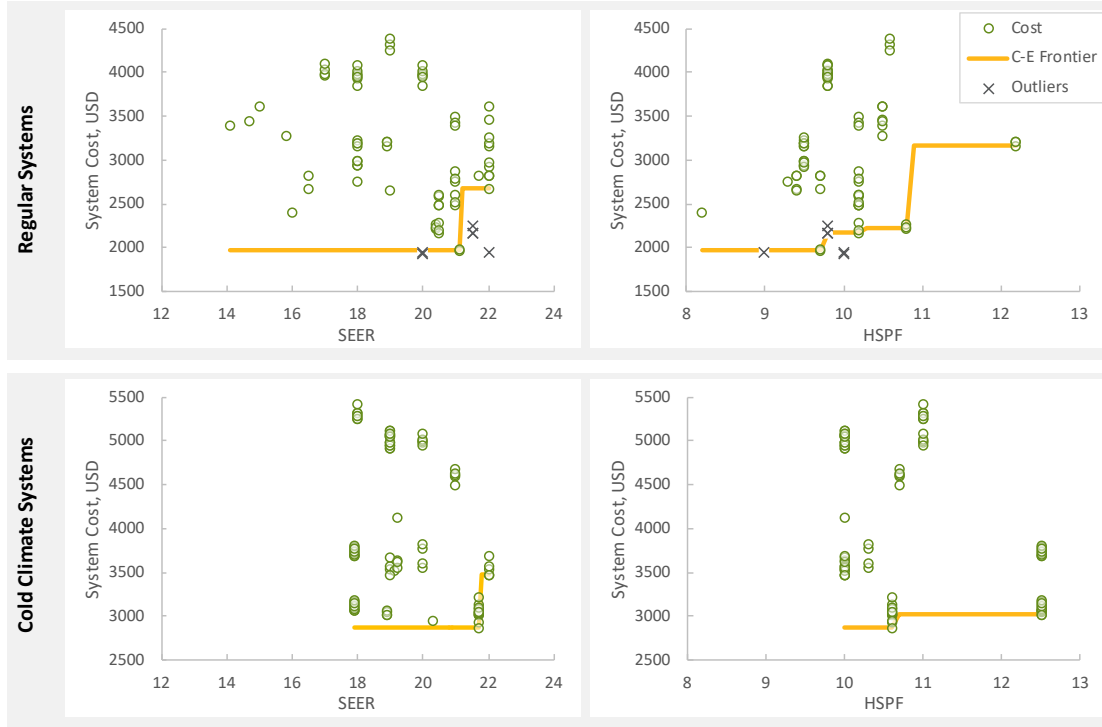 Regular Systems
System Cost, USD
4500
4000
3500
3000
2500
2000
1500
12 14 16 18 20 22 24
SEER
System Cost, USD
4500
4000
3500
3000
2500
2000
1500
8 9 10 11 12 13
HSPF
Cost
C-E Frontier
Outliers
Cold Climate Systems
System Cost, USD
5500
5000
4500
4000
3500
3000
2500
12 14 16 18 20 22 24
SEER
System Cost, USD
5500
5000
4500
4000
3500
3000
2500
8 9 10 11 12 13
HSPF